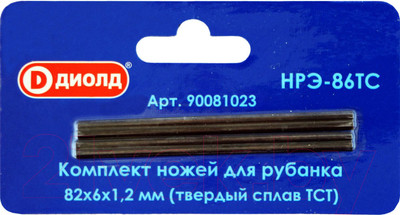 ДИОЛД
НРЭ-86ТС
Арт. 90081023
Комплект ножей для рубанка
82х6х1,2 мм (твердый сплав ТСТ)